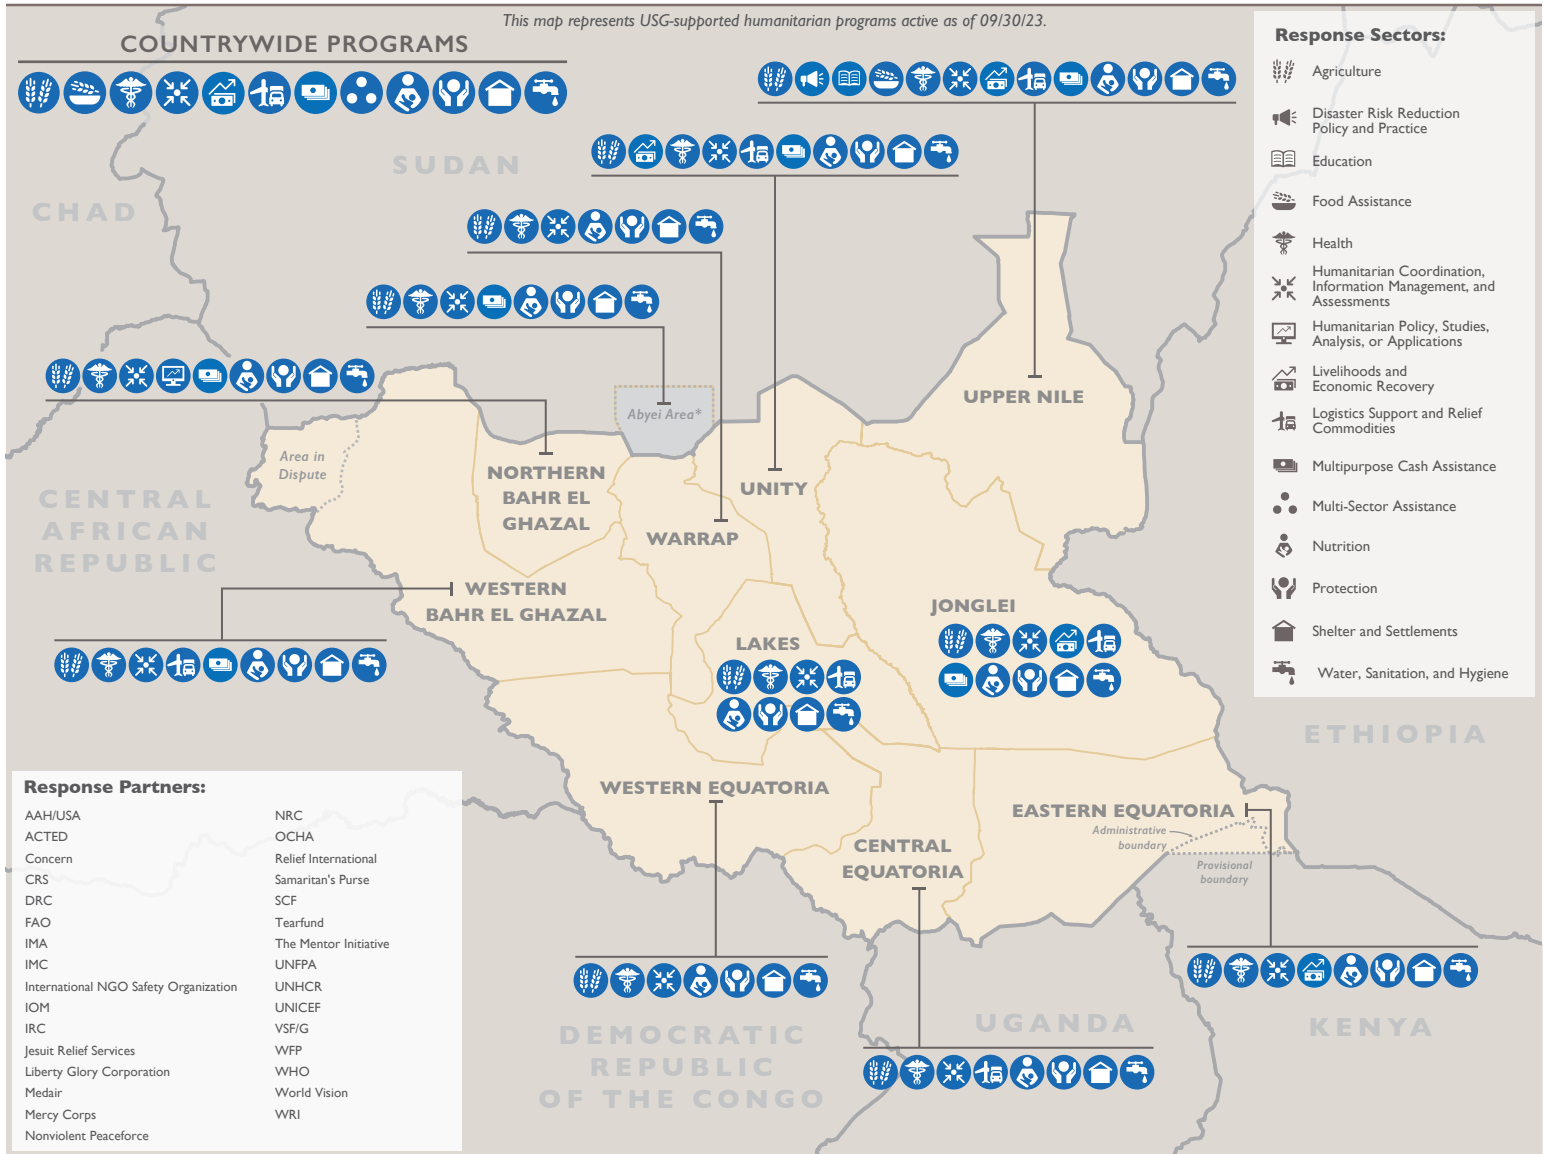 This map represents USG-supported humanitarian programs active as of 09/30/23.
COUNTRYWIDE PROGRAMS
SUDAN
CHAD
Abyei Area*
UPPER NILE
Area in
Dispute
NORTHERN
BAHR EL
GHAZAL
UNITY
WARRAP
CENTRAL
AFRICAN
REPUBLIC
WESTERN
BAHR EL GHAZAL
JONGLEI
LAKES
ETHIOPIA
WESTERN EQUATORIA
EASTERN EQUATORIA
Administrative
boundary
Provisional
boundary
CENTRAL
EQUATORIA
DEMOCRATIC
REPUBLIC
OF THE CONGO
UGANDA
KENYA
Response Sectors:
Agriculture
Disaster Risk Reduction
Policy and Practice
Education
Food Assistance
Health
Humanitarian Coordination,
Information Management, and
Assessments
Humanitarian Policy, Studies,
Analysis, or Applications
Livelihoods and
Economic Recovery
Logistics Support and Relief
Commodities
Multipurpose Cash Assistance
Multi-Sector Assistance
Nutrition
Protection
Shelter and Settlements
Water, Sanitation, and Hygiene
Response Partners:
AAH/USA
ACTED
Concern
CRS
DRC
FAO
IMA
IMC
International NGO Safety Organization
IOM
IRC
Jesuit Relief Services
Liberty Glory Corporation
Medair
Mercy Corps
Nonviolent Peaceforce
NRC
OCHA
Relief International
Samaritan's Purse
SCF
Tearfund
The Mentor Initiative
UNFPA
UNHCR
UNICEF
VSF/G
WFP
WHO
World Vision
WRI